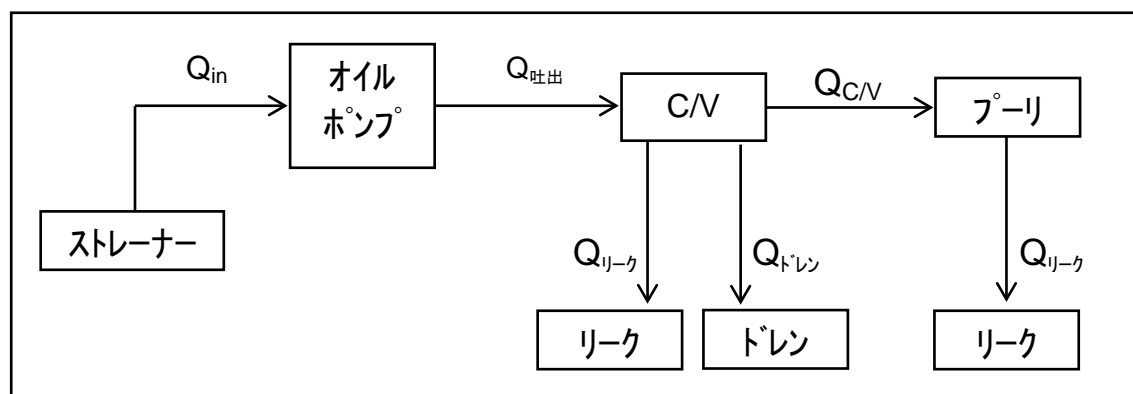 Qin
オイル
ポンプ
Q吐出
C/V
QC/V
プーリ
ストレーナー
Qリーク
Qドレン
Qリーク
リーク
ドレン
リーク